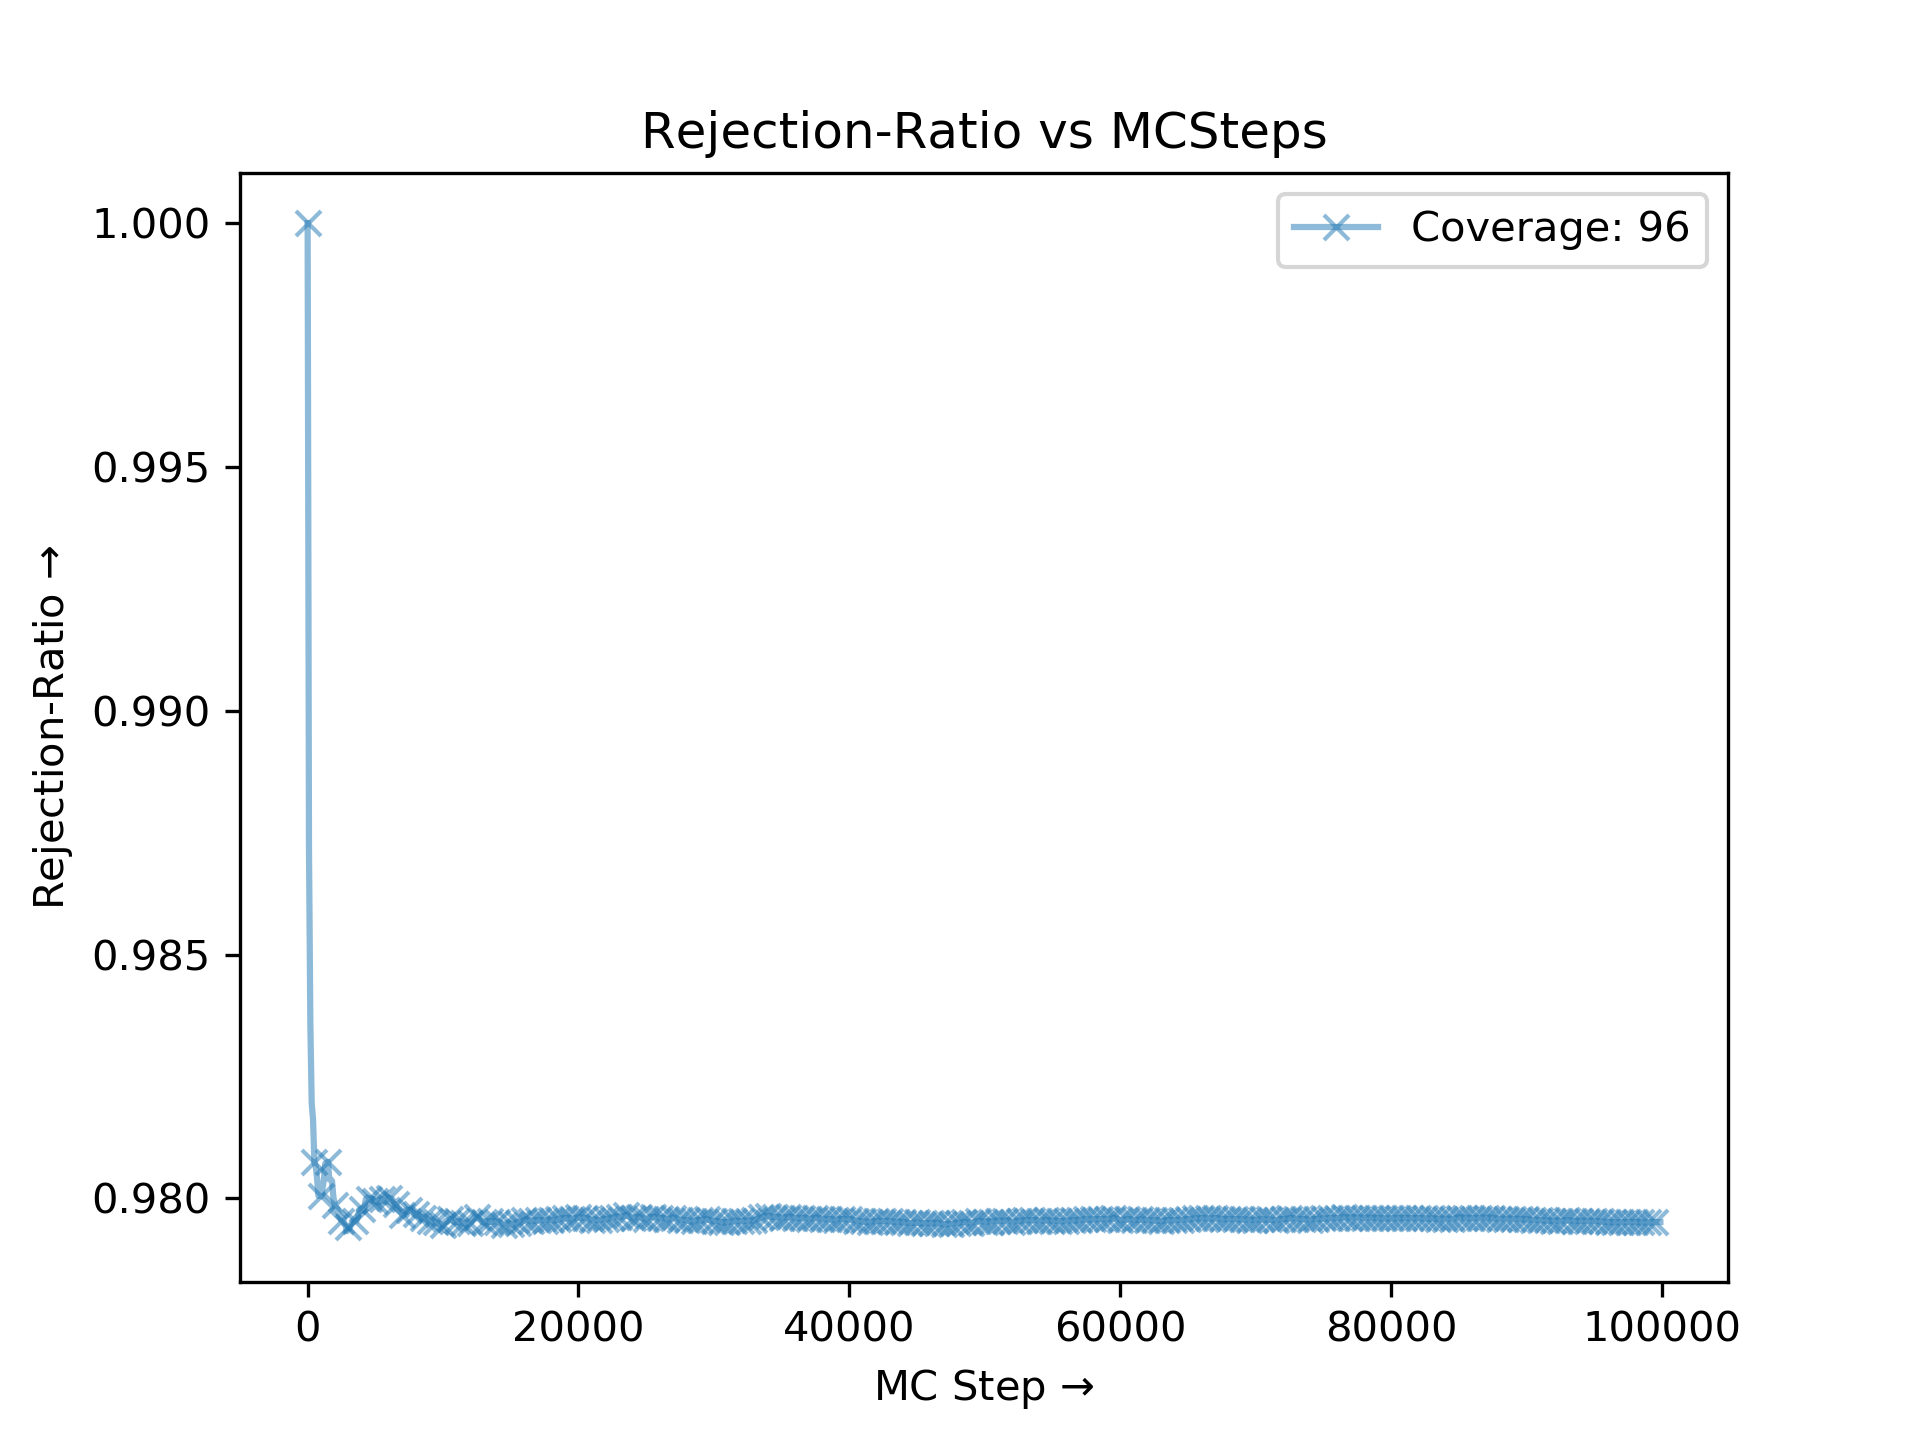 Rejection-Ratio vs MCSteps
Coverage: 96
Rejection-Ratio →
1.000
0.995
0.990
0.985
0.980
0 20000 40000 60000 80000 100000
MC Step →